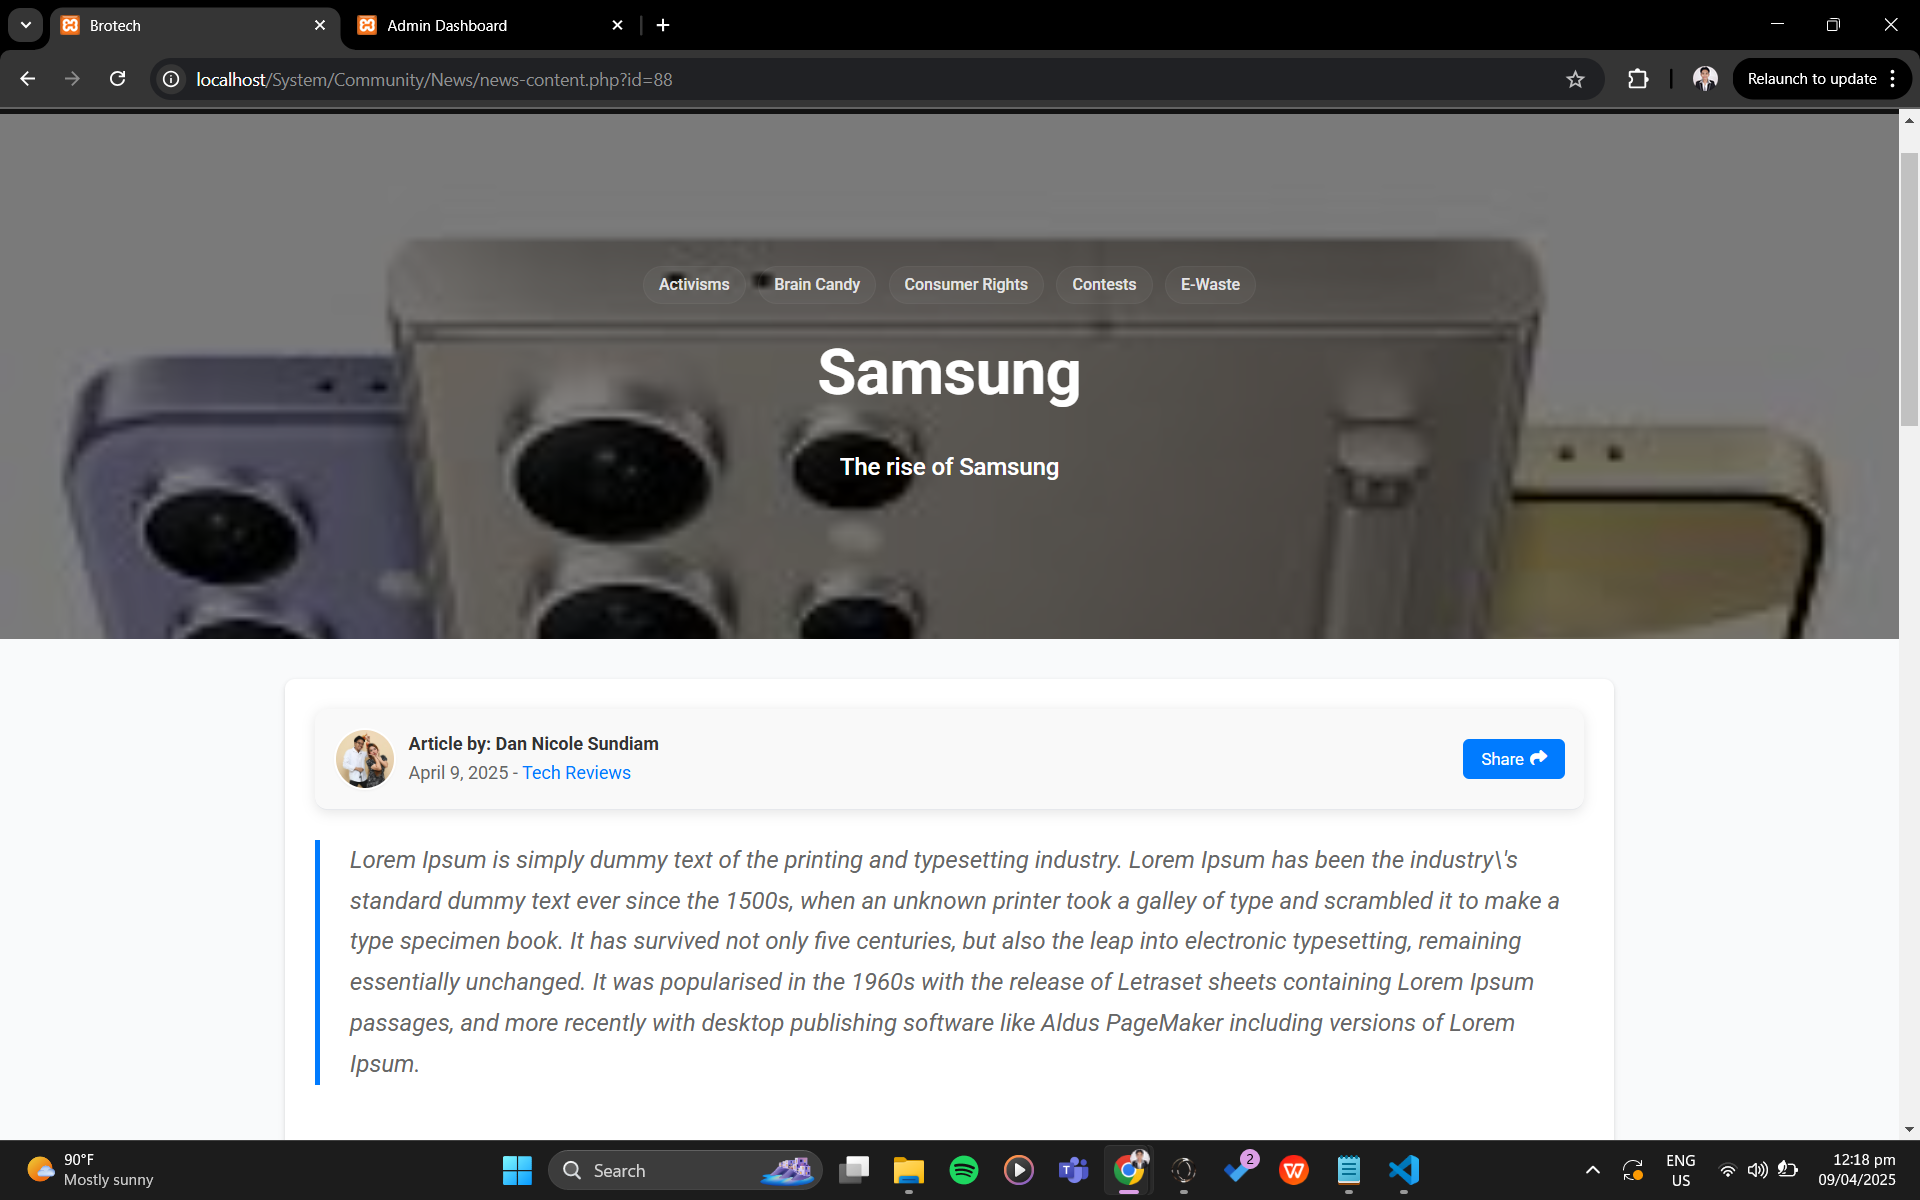 Brotech
Admin Dashboard
localhost/System/Community/News/news-content.php?id=88
Relaunch to update
Activisms
Brain Candy
Consumer Rights
Contests
E-Waste
Samsung
The rise of Samsung
Article by: Dan Nicole Sundiam
April 9, 2025 - Tech Reviews
Share
Lorem Ipsum is simply dummy text of the printing and typesetting industry. Lorem Ipsum has been the industry\'s
standard dummy text ever since the 1500s, when an unknown printer took a galley of type and scrambled it to make a
type specimen book. It has survived not only five centuries, but also the leap into electronic typesetting, remaining
essentially unchanged. It was popularised in the 1960s with the release of Letraset sheets containing Lorem Ipsum
passages, and more recently with desktop publishing software like Aldus PageMaker including versions of Lorem
Ipsum.
90°F
Mostly sunny
Search
2
ENG
US
12:18 pm
09/04/2025